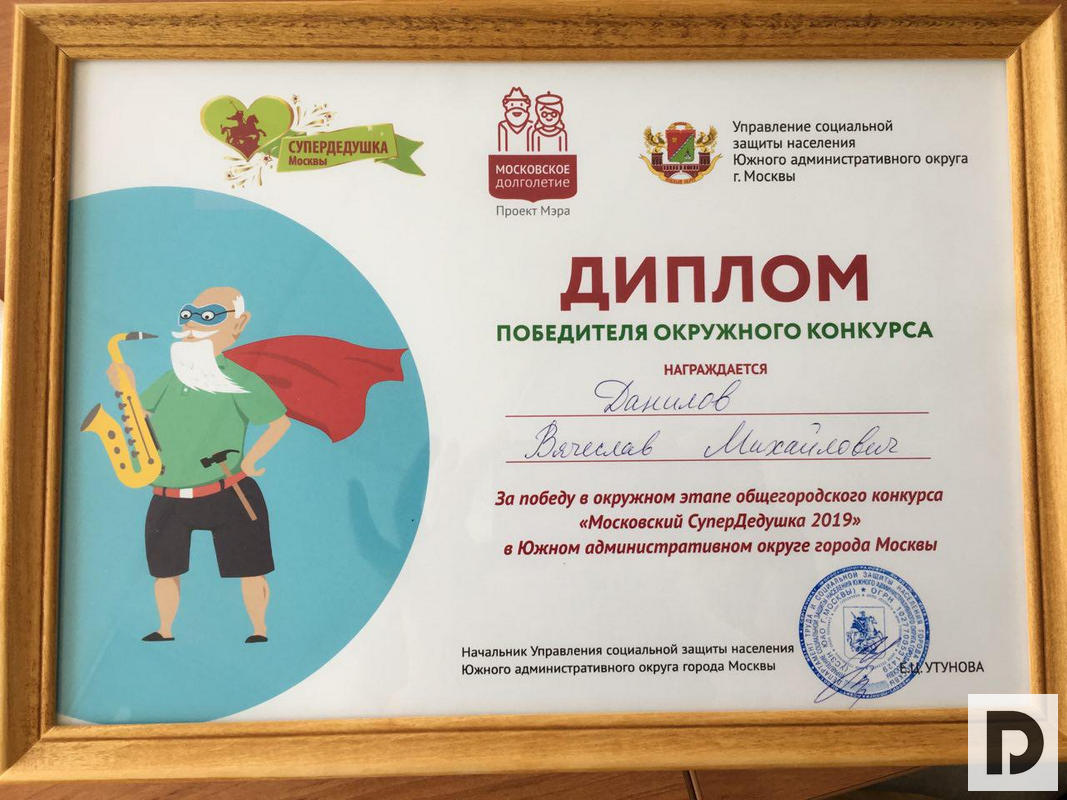 СУПЕРДЕДУШКА
Москвы
МОСКОВСКОЕ
ДОЛГОЛЕТИЕ
Проект Мэра
Управление социальной
защиты населения
Южного административного округа
г. Москвы
ДИПЛОМ
ПОБЕДИТЕЛЯ ОКРУЖНОГО КОНКУРСА
НАГРАЖДАЕТСЯ
Данилов
Вячеслав Михайлович
За победу в окружном этапе общегородского конкурса
«Московский СуперДедушка 2019»
в Южном административном округе города Москвы
Начальник Управления социальной защиты населения
Южного административного округа города Москвы
Е.Ц. УТУНОВА